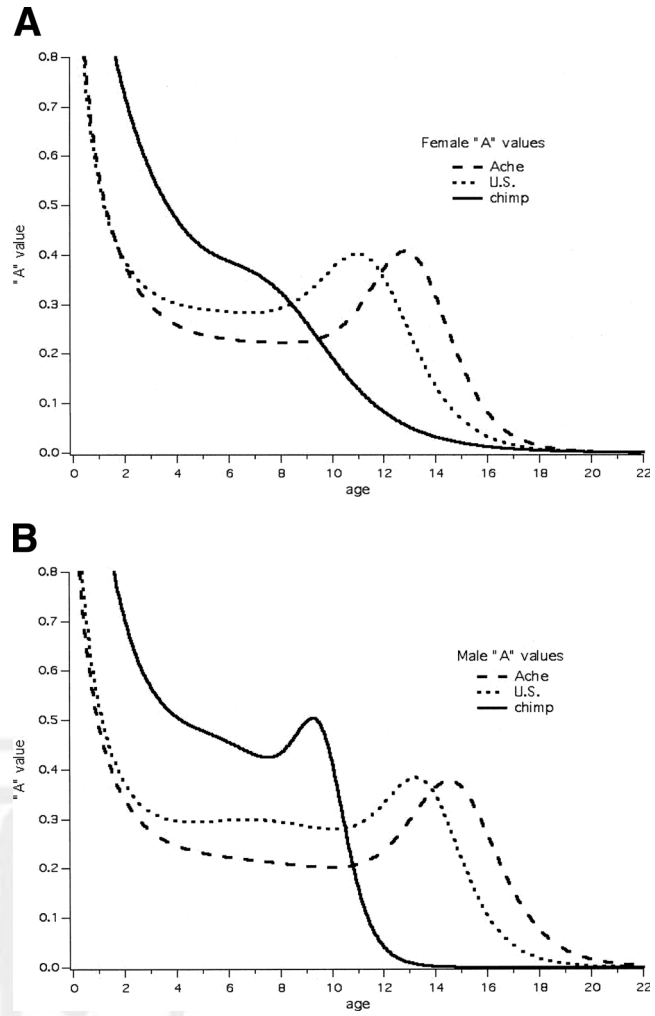 A
0.8
0.7
0.6
0.5
0.4
0.3
0.2
0.1
0.0
"A" value
Female "A" values
Ache
U.S.
chimp
0 2 4 6 8 10 12 14 16 18 20 22
age
B
0.8
0.7
0.6
0.5
0.4
0.3
0.2
0.1
0.0
"A" value
Male "A" values
Ache
U.S.
chimp
0 2 4 6 8 10 12 14 16 18 20 22
age